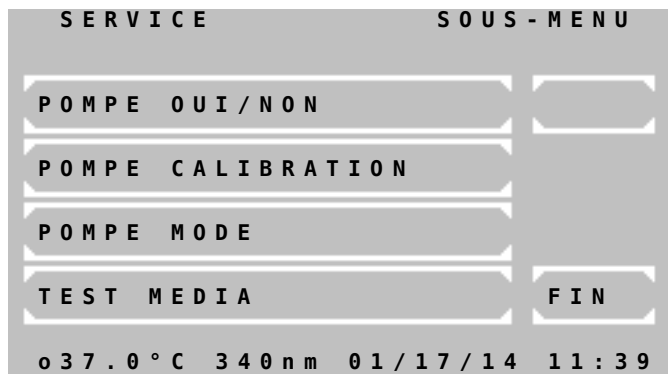 SERVICE SOUS-MENU
POMPE OUI/NON
POMPE CALIBRATION
POMPE MODE
TEST MEDIA FIN
o37.0°C 340nm 01/17/14 11:39